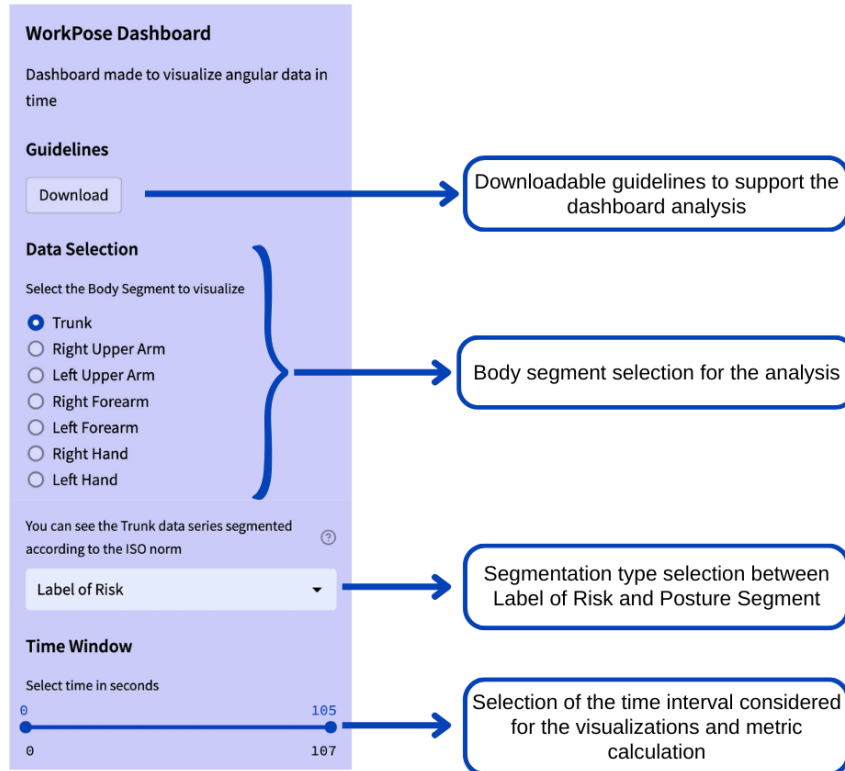 WorkPose Dashboard
Dashboard made to visualize angular data in
time
Guidelines
Download
Downloadable guidelines to support the
dashboard analysis
Data Selection
Select the Body Segment to visualize
Trunk
Right Upper Arm
Left Upper Arm
Right Forearm
Left Forearm
Right Hand
Left Hand
Body segment selection for the analysis
You can see the Trunk data series segmented
according to the ISO norm
?
Label of Risk
Segmentation type selection between
Label of Risk and Posture Segment
Time Window
Select time in seconds
0 105
0 107
Selection of the time interval considered
for the visualizations and metric
calculation